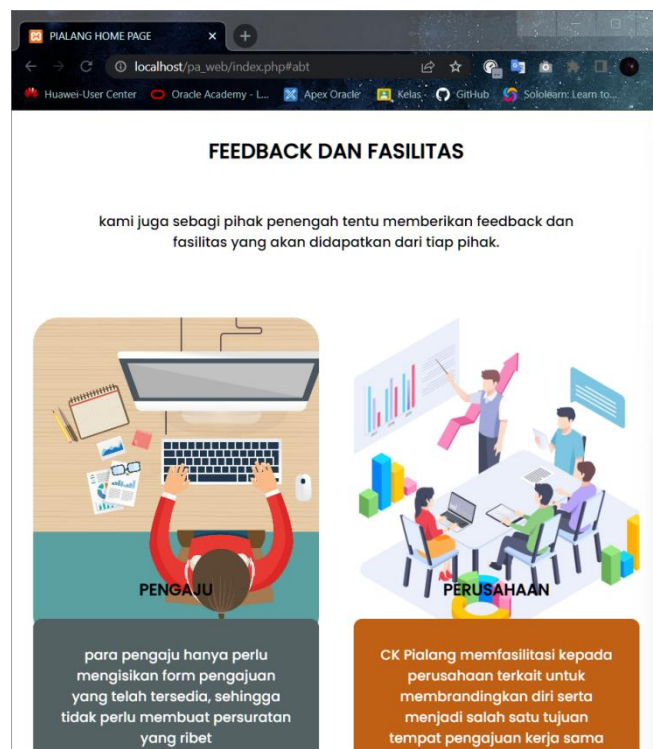 PIALANG HOME PAGE
localhost/pa_web/index.php#abt
Huawei-User Center Oracle Academy - L... Apex Oracle Kelas - GitHub Sololearn: Learn to...
FEEDBACK DAN FASILITAS
kami juga sebagi pihak penengah tentu memberikan feedback dan
fasilitas yang akan didapatkan dari tiap pihak.
PENGAJU
para pengaju hanya perlu
mengisikan form pengajuan
yang telah tersedia, sehingga
tidak perlu membuat persuratan
yang ribet
PERUSAHAAN
CK Pialang memfasilitasi kepada
perusahaan terkait untuk
membrandingkan diri serta
menjadi salah satu tujuan
tempat pengajuan kerja sama